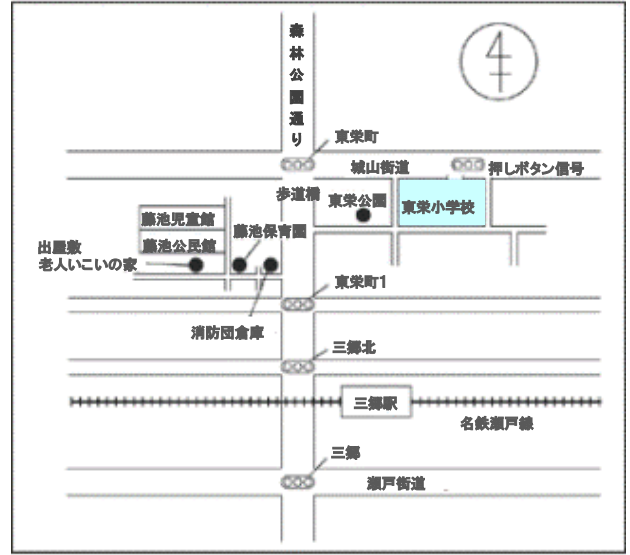 森林公園通り
東栄町
城山街道
押しボタン信号
歩道橋
東栄公園
東栄小学校
藤池児童館
藤池公民館
藤池保育園
出屋敷
老人いこいの家
東栄町1
消防団倉庫
三郷北
三郷駅
名鉄瀬戸線
三郷
瀬戸街道